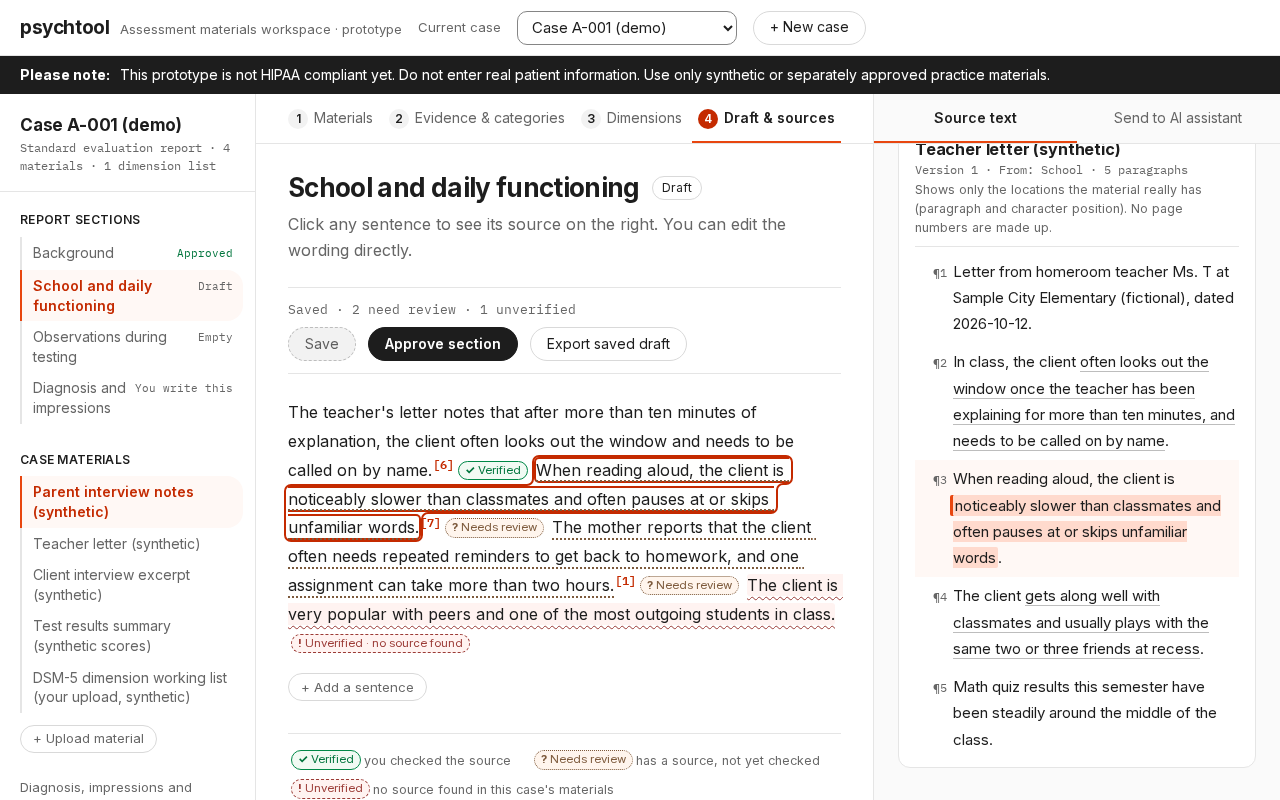 psychtool Assessment materials workspace · prototype Current case Case A-001 (demo) + New case
Please note: This prototype is not HIPAA compliant yet. Do not enter real patient information. Use only synthetic or separately approved practice materials.
Case A-001 (demo)
Standard evaluation report · 4
materials · 1 dimension list
REPORT SECTIONS
Background Approved
School and daily Draft
functioning
Observations during Empty
testing
Diagnosis and You write this
impressions
CASE MATERIALS
Parent interview notes
(synthetic)
Teacher letter (synthetic)
Client interview excerpt
(synthetic)
Test results summary
(synthetic scores)
DSM-5 dimension working list
(your upload, synthetic)
+ Upload material
Diagnosis, impressions and
1 Materials 2 Evidence & categories 3 Dimensions 4 Draft & sources
School and daily functioning Draft
Click any sentence to see its source on the right. You can edit the
wording directly.
Saved · 2 need review · 1 unverified
Save Approve section Export saved draft
The teacher's letter notes that after more than ten minutes of
explanation, the client often looks out the window and needs to be
called on by name.[6] ✓ Verified When reading aloud, the client is
noticeably slower than classmates and often pauses at or skips
unfamiliar words.[7] ? Needs review The mother reports that the client
often needs repeated reminders to get back to homework, and one
assignment can take more than two hours.[1] ? Needs review The client is
very popular with peers and one of the most outgoing students in class.
! Unverified · no source found
+ Add a sentence
✓ Verified you checked the source ? Needs review has a source, not yet checked
! Unverified no source found in this case's materials
Source text Send to AI assistant
Teacher letter (synthetic)
Version 1 · From: School · 5 paragraphs
Shows only the locations the material really has
(paragraph and character position). No page
numbers are made up.
¶1 Letter from homeroom teacher Ms. T at
Sample City Elementary (fictional), dated
2026-10-12.
¶2 In class, the client often looks out the
window once the teacher has been
explaining for more than ten minutes, and
needs to be called on by name.
¶3 When reading aloud, the client is
noticeably slower than classmates and
often pauses at or skips unfamiliar
words.
¶4 The client gets along well with
classmates and usually plays with the
same two or three friends at recess.
¶5 Math quiz results this semester have
been steadily around the middle of the
class.